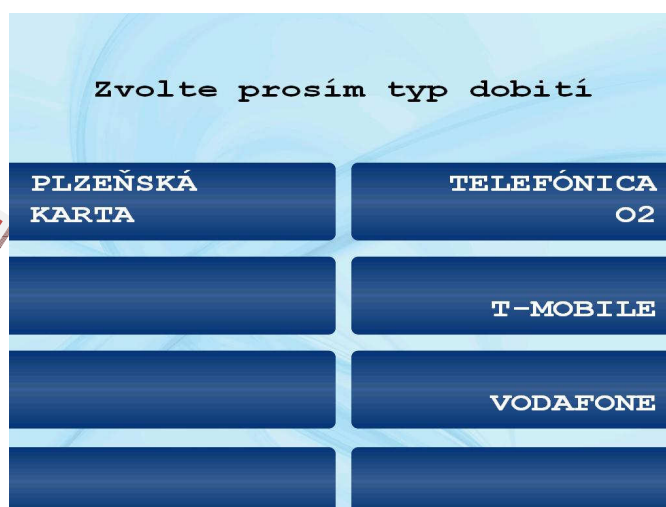 Zvolte prosím typ dobití
PLZEŇSKÁ
KARTA
TELEFÓNICA
O2
T-MOBILE
VODAFONE